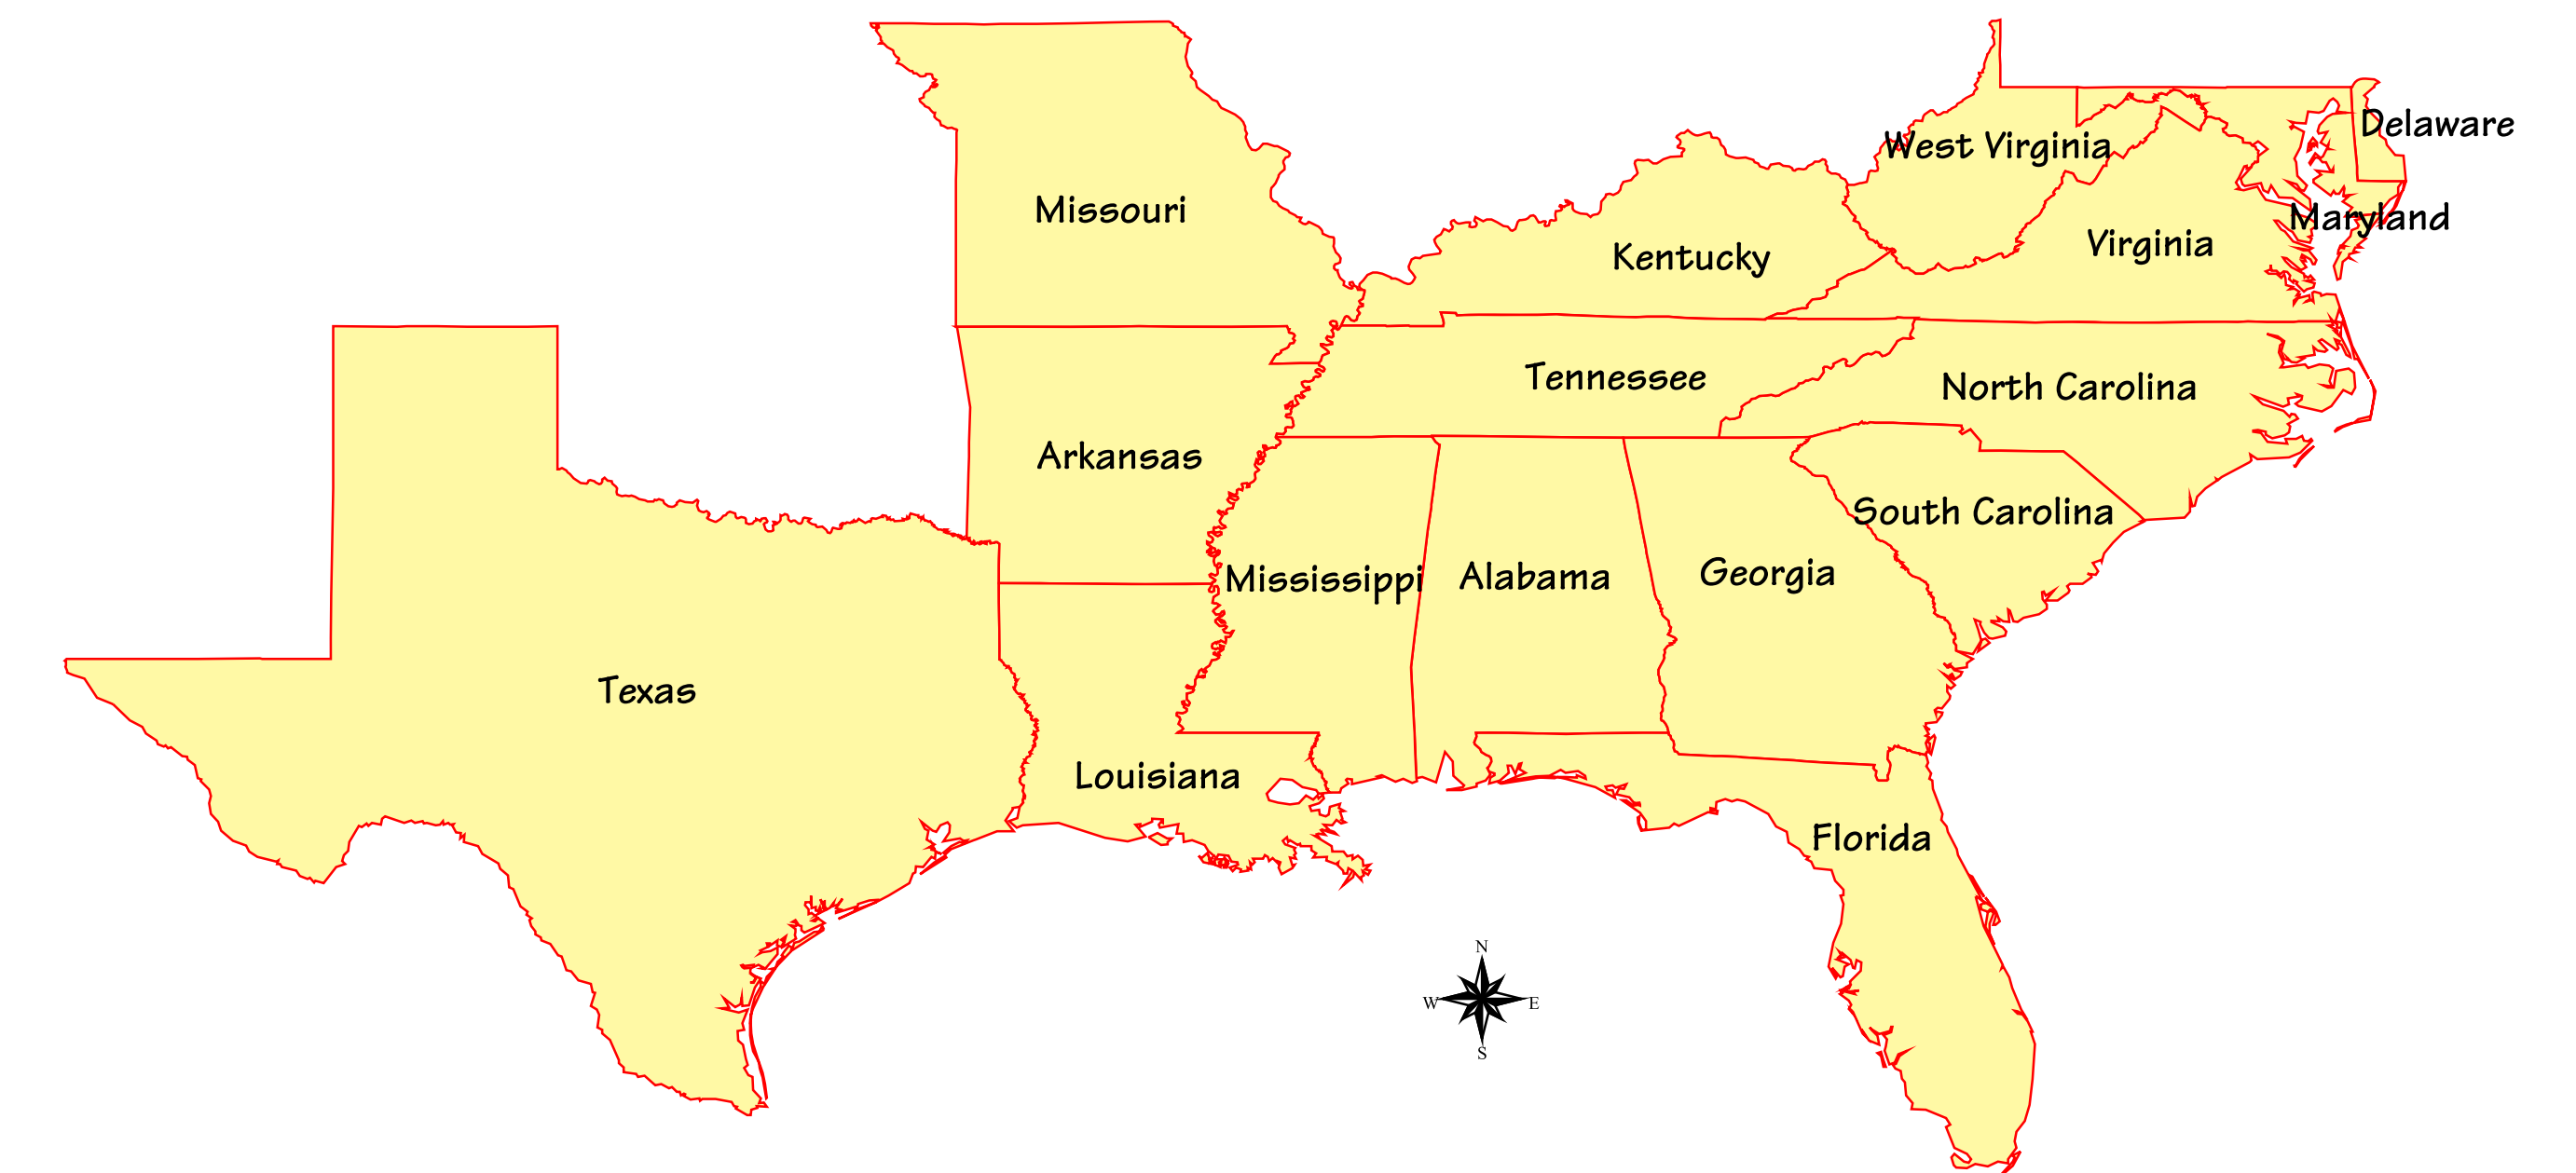 Delaware
West Virginia
Missouri
Maryland
Virginia
Kentucky
Tennessee
North Carolina
Arkansas
South Carolina
Mississippi
Alabama
Georgia
Texas
Louisiana
Florida
N
W
E
S